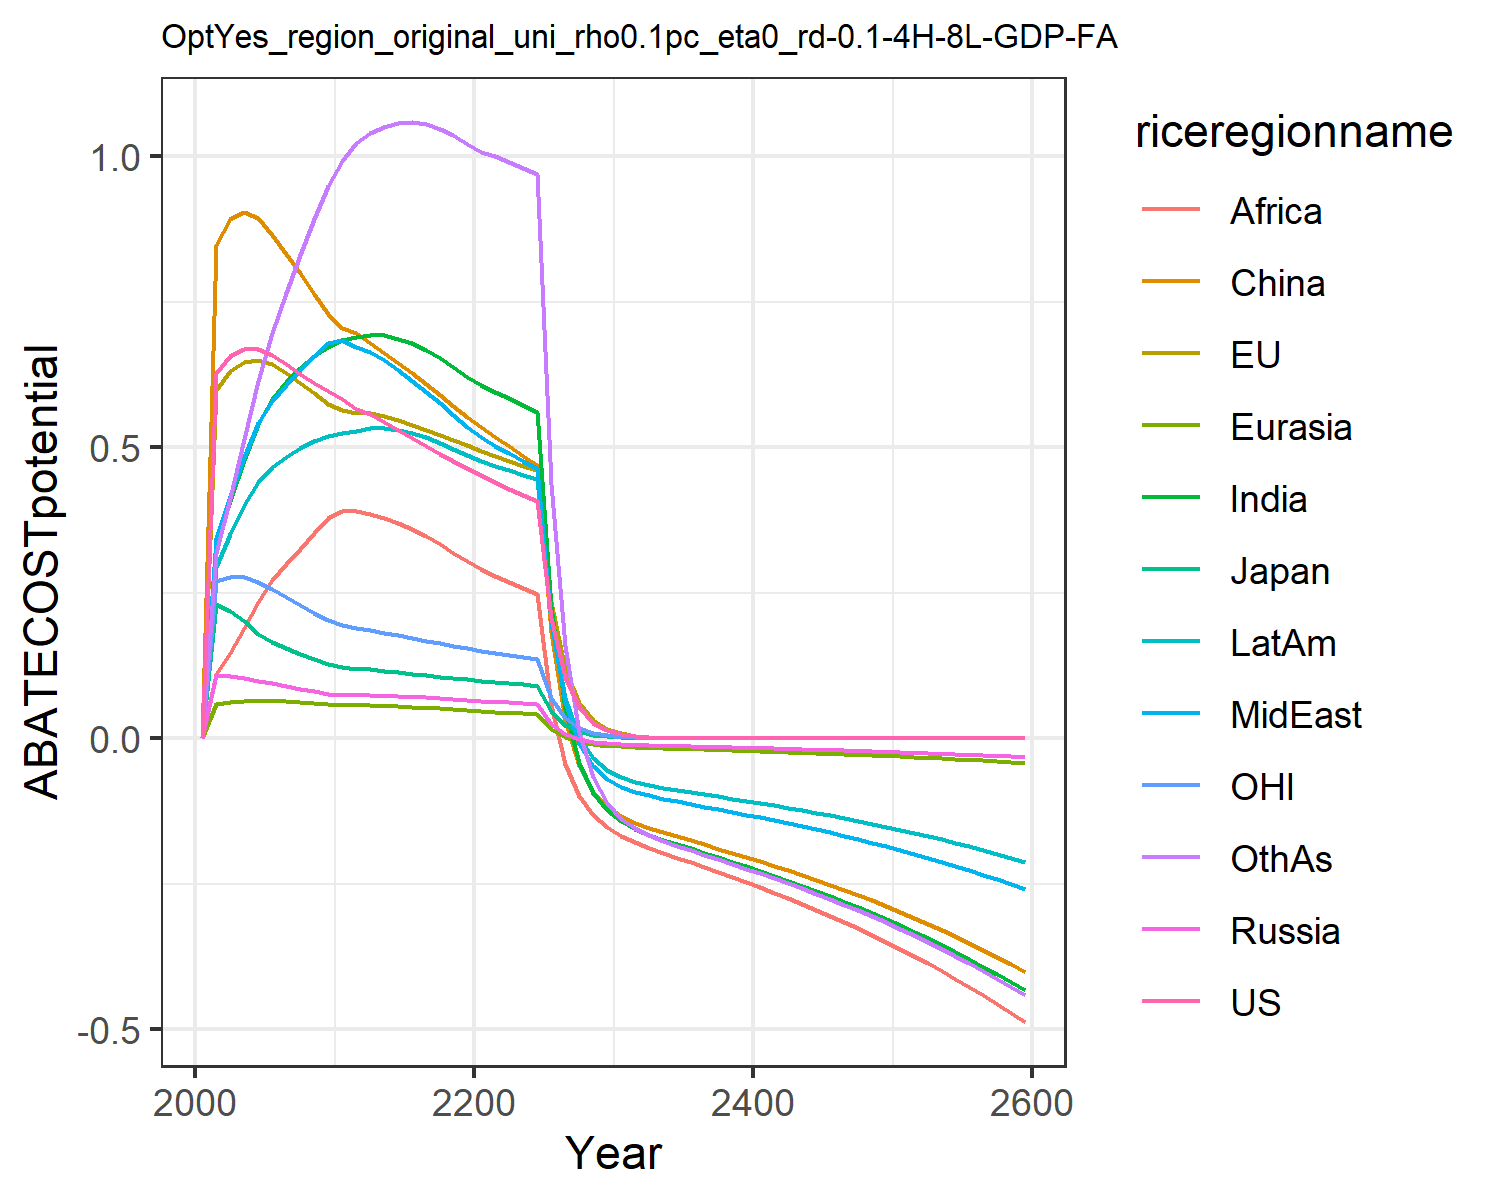 OptYes_region_original_uni_rho0.1pc_eta0_rd-0.1-4H-8L-GDP-FA
ABATECOSTpotential
1.0
0.5
0.0
-0.5
2000 2200 2400 2600
Year
riceregionname
Africa
China
EU
Eurasia
India
Japan
LatAm
MidEast
OHI
OthAs
Russia
US